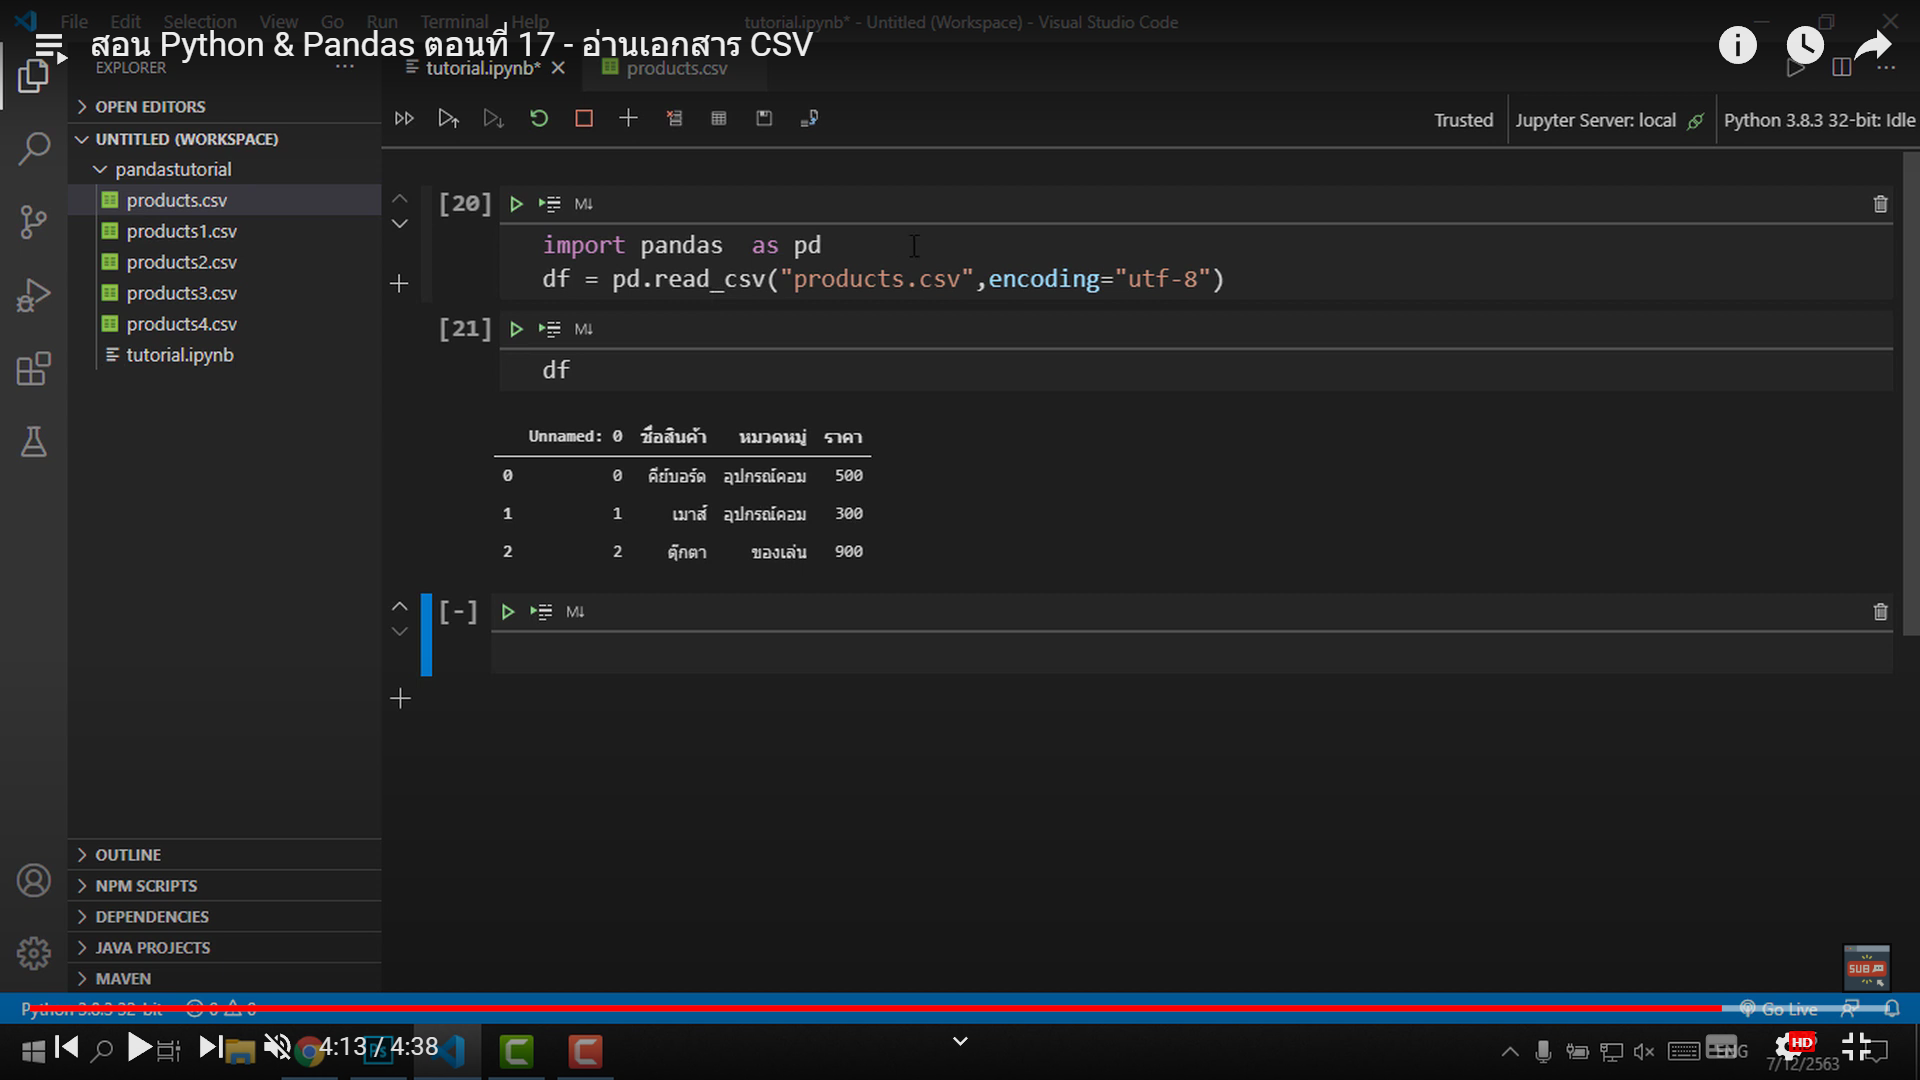 File Edit Selection View Go Run Terminal Help
tutorial.ipynb* - Untitled (Workspace) - Visual Studio Code
สอน Python & Pandas ตอนที่ 17 - อ่านเอกสาร CSV
EXPLORER
tutorial.ipynb*
products.csv
OPEN EDITORS
UNTITLED (WORKSPACE)
pandastutorial
products.csv
products1.csv
products2.csv
products3.csv
products4.csv
tutorial.ipynb
Trusted
Jupyter Server: local
Python 3.8.3 32-bit: Idle
[20] M↓
import pandas as pd
df = pd.read_csv("products.csv",encoding="utf-8")
[21] M↓
df
Unnamed: 0 ชื่อสินค้า หมวดหมู่ ราคา
0 0 คีย์บอร์ด อุปกรณ์คอม 500
1 1 เมาส์ อุปกรณ์คอม 300
2 2 ตุ๊กตา ของเล่น 900
[-] M↓
OUTLINE
NPM SCRIPTS
DEPENDENCIES
JAVA PROJECTS
MAVEN
SUB
Python 3.8.3 32-bit 0 0
Go Live
4:13 / 4:38
Ps
ENG
HD
7/12/2563